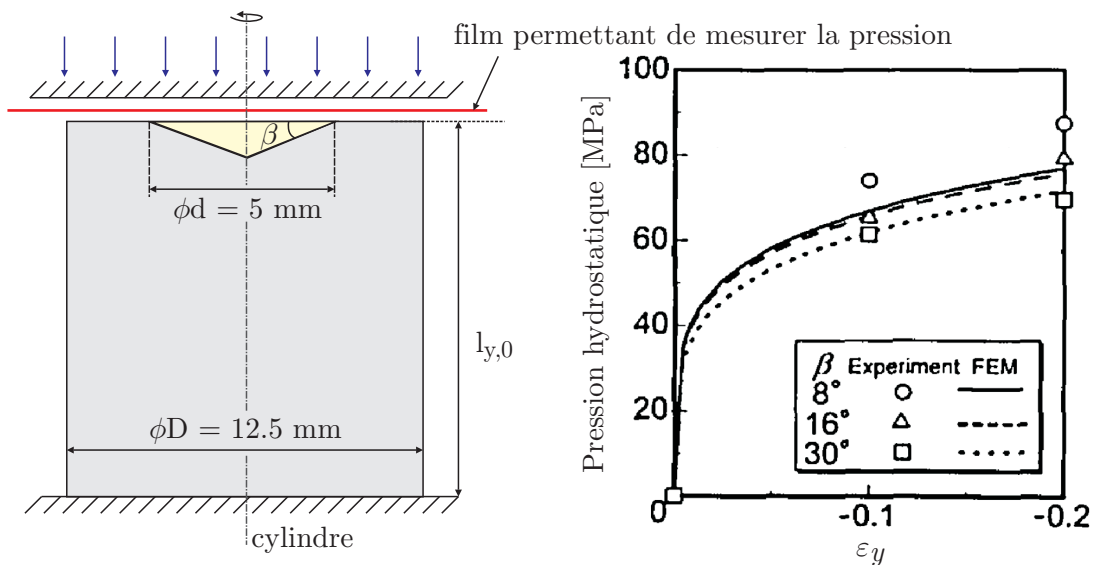 film permettant de mesurer la pression
β
ϕd = 5 mm
l_{y,0}
ϕD = 12.5 mm
cylindre
Pression hydrostatique [MPa]
100
80
60
40
20
0
-0.1
-0.2
ε_y
β Experiment FEM
8°
16°
30°